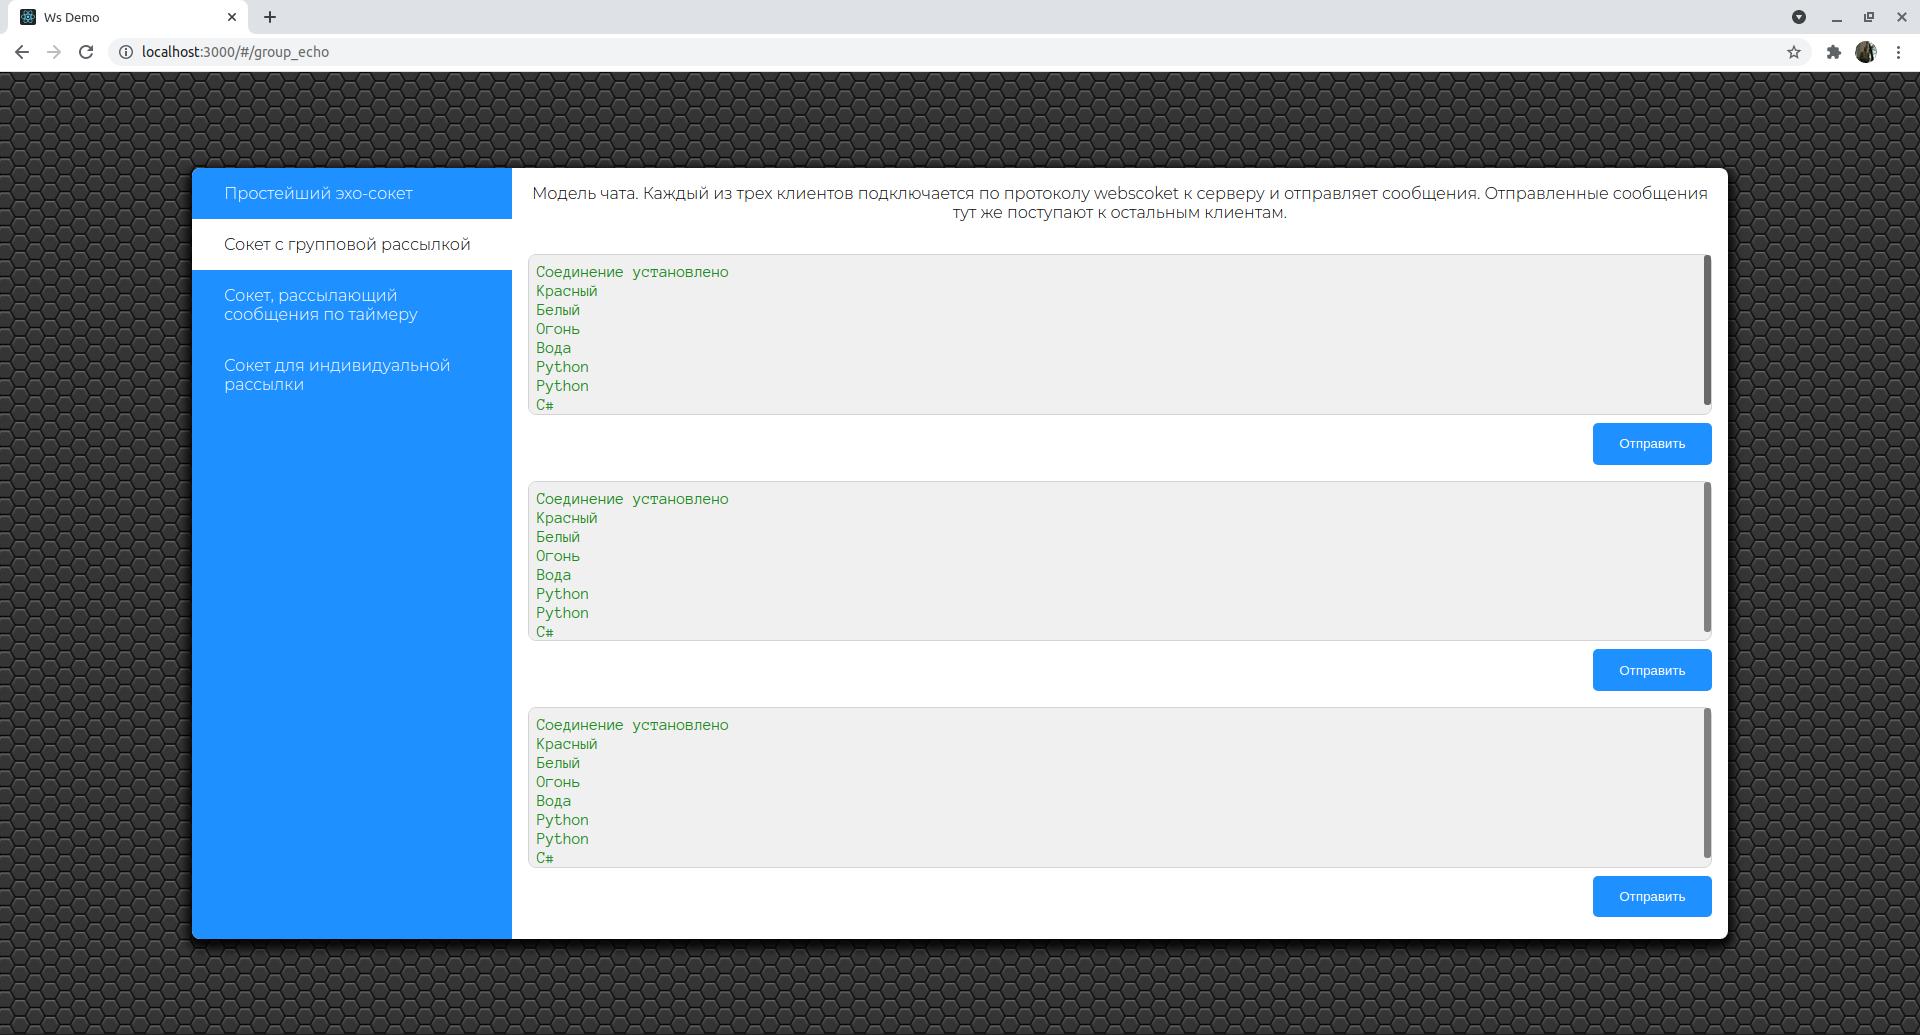 Ws Demo
localhost:3000/#/group_echo
Простейший эхо-сокет
Сокет с групповой рассылкой
Сокет, рассылающий
сообщения по таймеру
Сокет для индивидуальной
рассылки
Модель чата. Каждый из трех клиентов подключается по протоколу webscoket к серверу и отправляет сообщения. Отправленные сообщения
тут же поступают к остальным клиентам.
Соединение установлено
Красный
Белый
Огонь
Вода
Python
Python
C#
Отправить
Соединение установлено
Красный
Белый
Огонь
Вода
Python
Python
C#
Отправить
Соединение установлено
Красный
Белый
Огонь
Вода
Python
Python
C#
Отправить